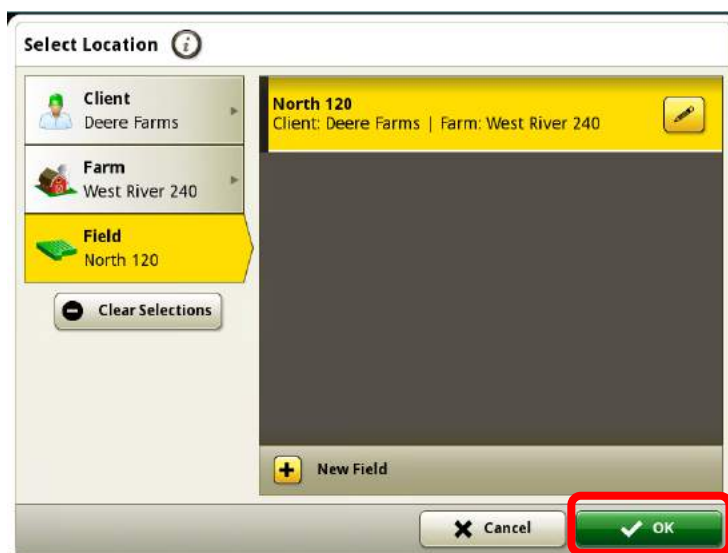 Select Location i
Client
Deere Farms
Farm
West River 240
Field
North 120
Clear Selections
North 120
Client: Deere Farms | Farm: West River 240
New Field
Cancel
OK